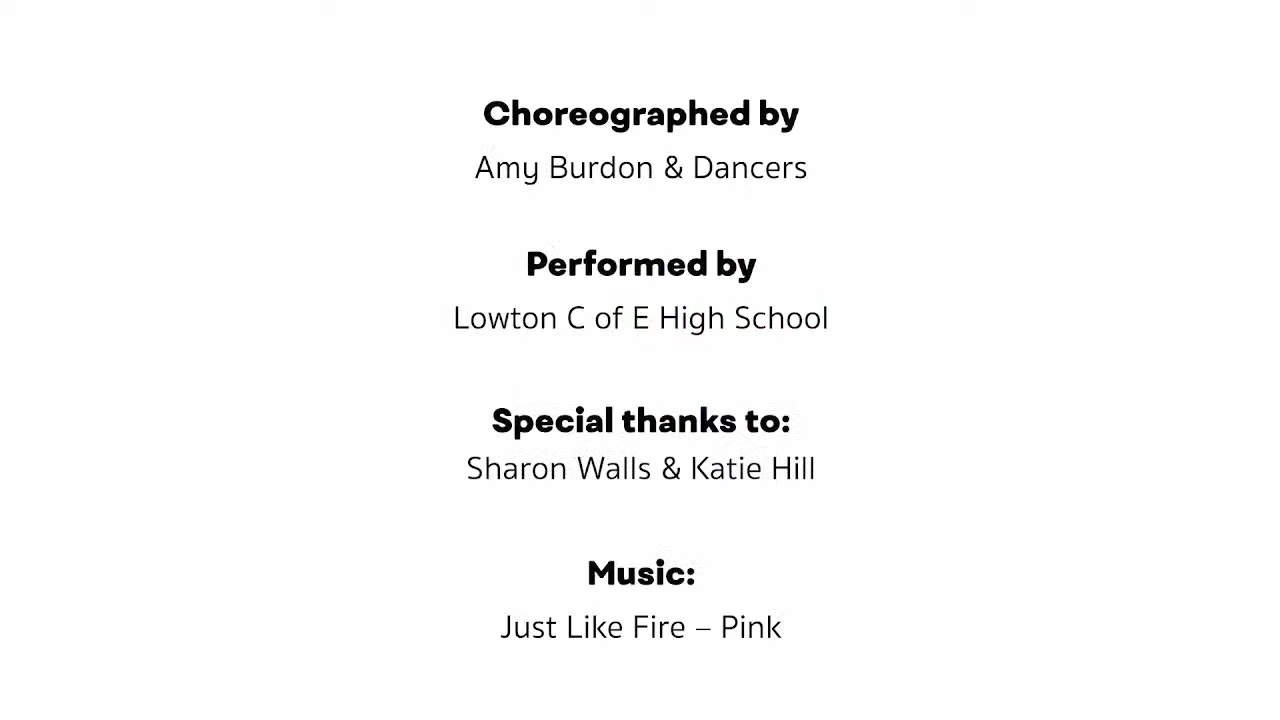 Choreographed by
Amy Burdon & Dancers
Performed by
Lowton C of E High School
Special thanks to:
Sharon Walls & Katie Hill
Music:
Just Like Fire – Pink